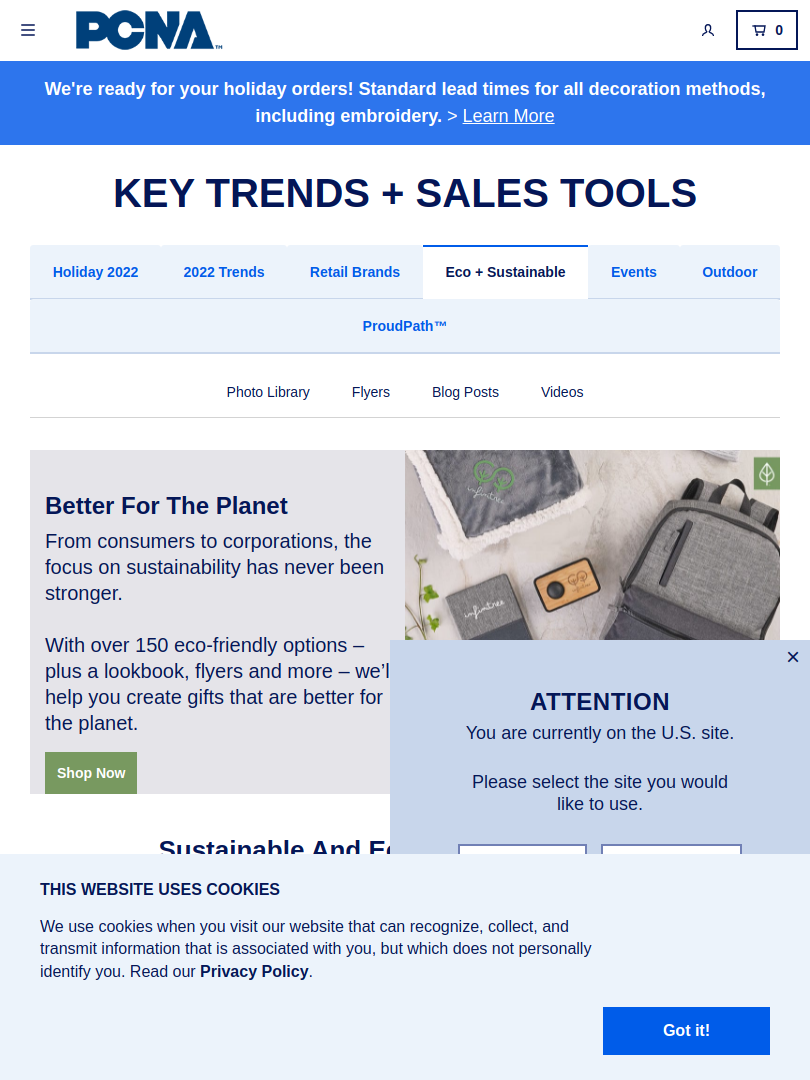 PCNA™
0
We're ready for your holiday orders! Standard lead times for all decoration methods,
including embroidery. > Learn More
KEY TRENDS + SALES TOOLS
Holiday 2022
2022 Trends
Retail Brands
Eco + Sustainable
Events
Outdoor
ProudPath™
Photo Library
Flyers
Blog Posts
Videos
Better For The Planet
From consumers to corporations, the
focus on sustainability has never been
stronger.
With over 150 eco-friendly options –
plus a lookbook, flyers and more – we'll
help you create gifts that are better for
the planet.
Shop Now
infinitree
infinitree
ATTENTION
You are currently on the U.S. site.
Please select the site you would
like to use.
Sustainable And
THIS WEBSITE USES COOKIES
We use cookies when you visit our website that can recognize, collect, and
transmit information that is associated with you, but which does not personally
identify you. Read our Privacy Policy.
Got it!